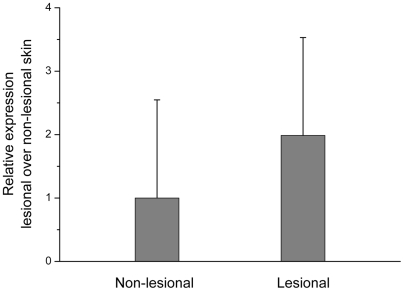 Relative expression
lesional over non-lesional skin
4
3
2
1
0
Non-lesional
Lesional